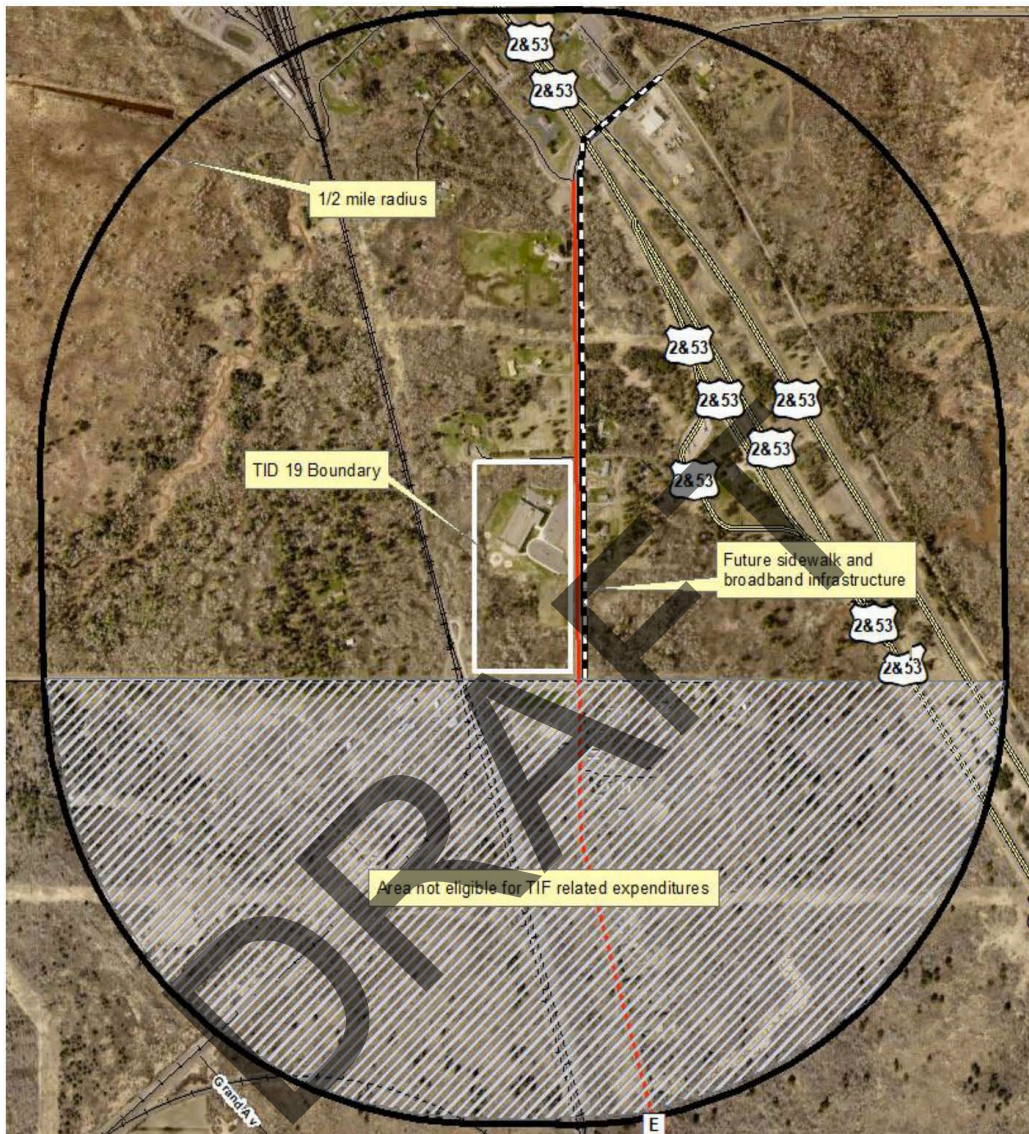 2&53
2&53
1/2 mile radius
2&53
2&53
2&53
2&53
TID 19 Boundary
2&53
Future sidewalk and
broadband infrastructure
2&53
2&53
Area not eligible for TIF related expenditures
DRAFT
Grand Av
E